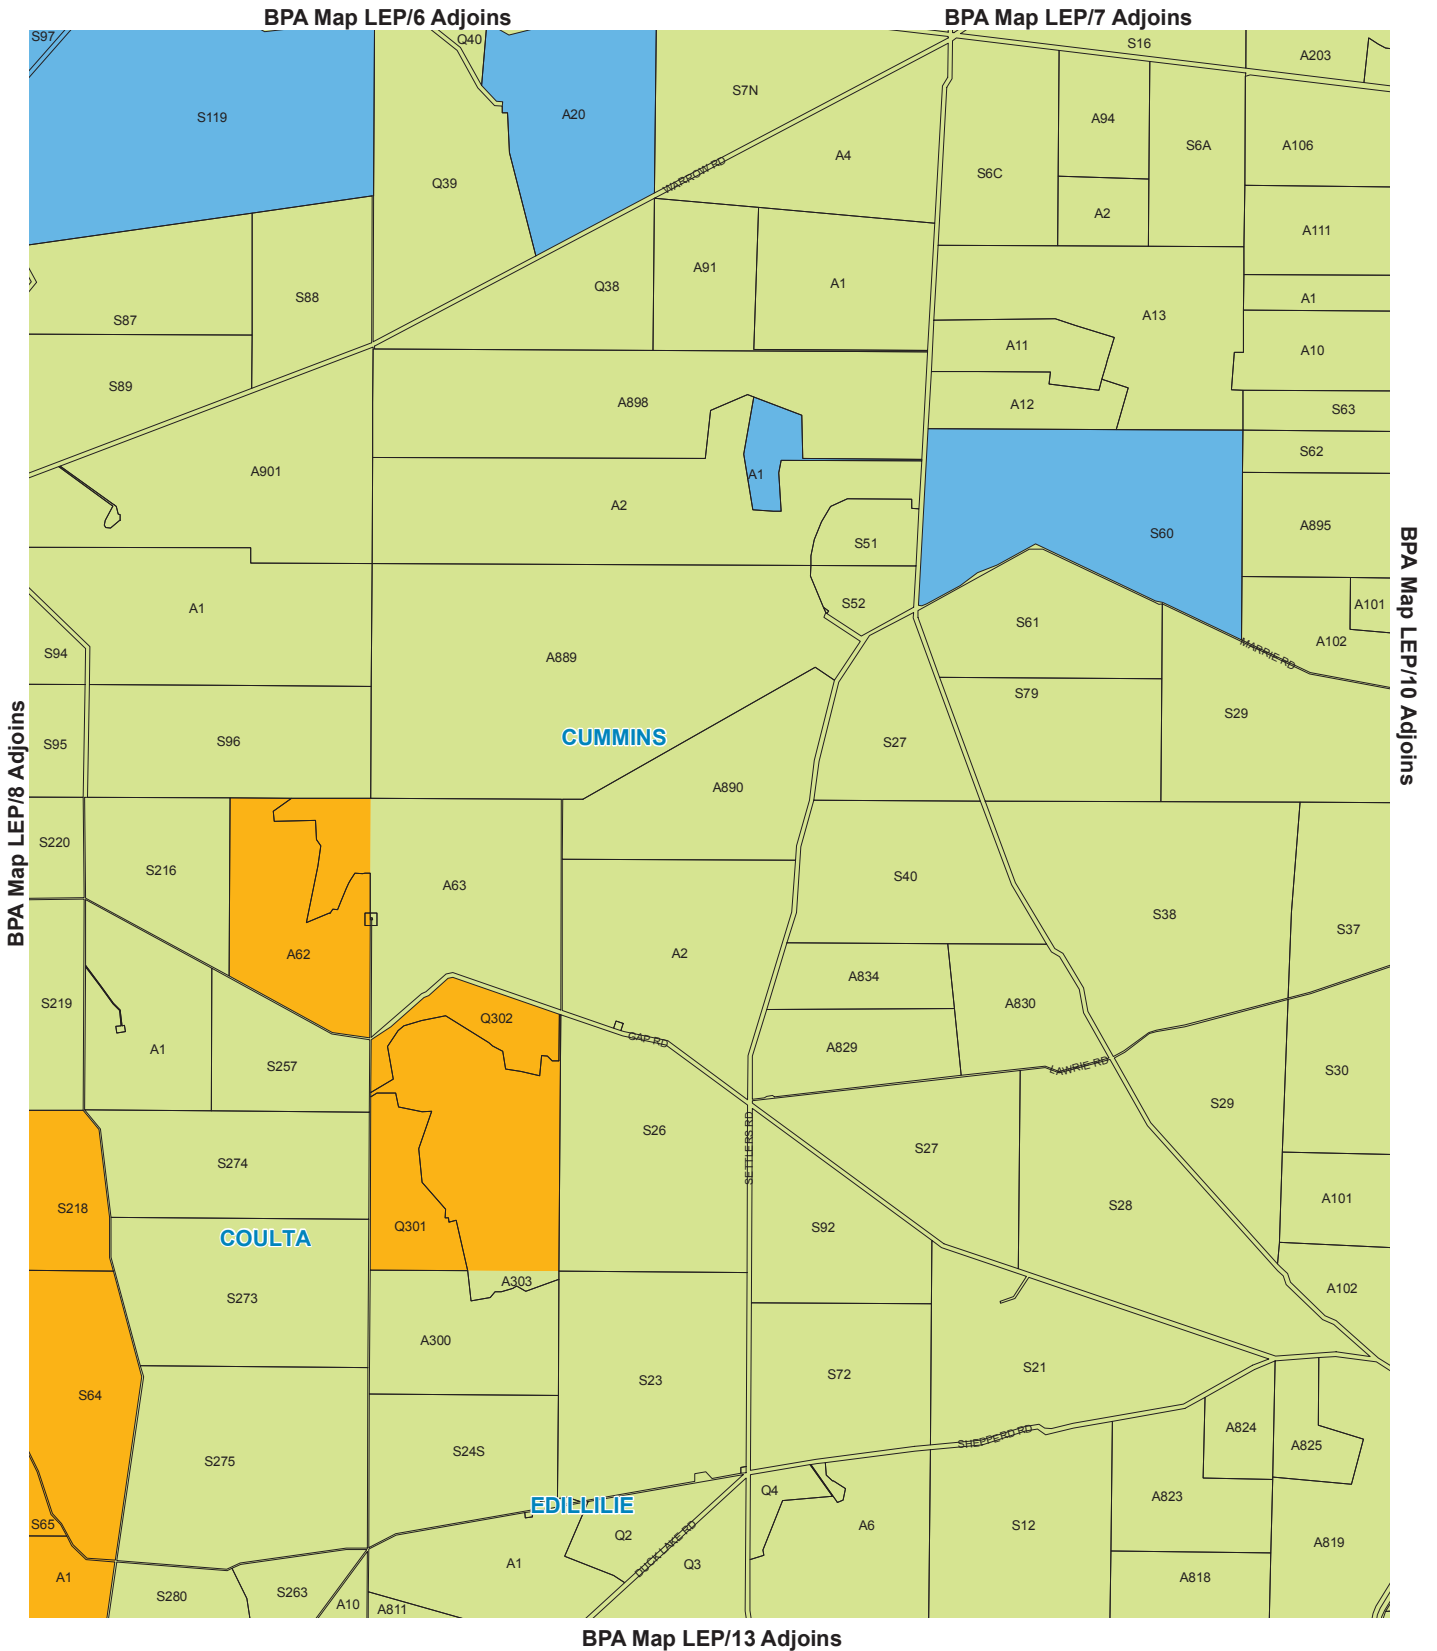 BPA Map LEP/6 Adjoins
BPA Map LEP/7 Adjoins
S97
Q40
S16
A203
S119
A20
S7N
A94
S6A
A106
A4
WARROW RD
S6C
Q39
A2
A111
S88
Q38
A91
A1
A1
S87
A13
A11
A10
S89
A898
A12
S63
S62
A901
A1
A2
S60
A895
S51
BPA Map LEP/10 Adjoins
A1
S52
S61
A101
A102
MARRIE RD
S94
A889
S79
S29
S95
S96
CUMMINS
S27
A890
BPA Map LEP/8 Adjoins
S220
S216
A63
S40
S38
S37
A62
A2
A834
A830
S219
Q302
GAP RD
A829
LAWRIE RD
A1
S257
S30
S29
S26
SETTLERS RD
S27
S274
S218
Q301
S92
S28
A101
COULTA
A303
S273
A102
A300
S23
S72
S21
S64
A824
A825
S24S
SHEPPERD RD
S275
Q4
A823
EDILLILIE
S65
Q2
A6
S12
A819
DUCK LAKE RD
A1
Q3
A1
S280
S263
A10
A811
A818
BPA Map LEP/13 Adjoins